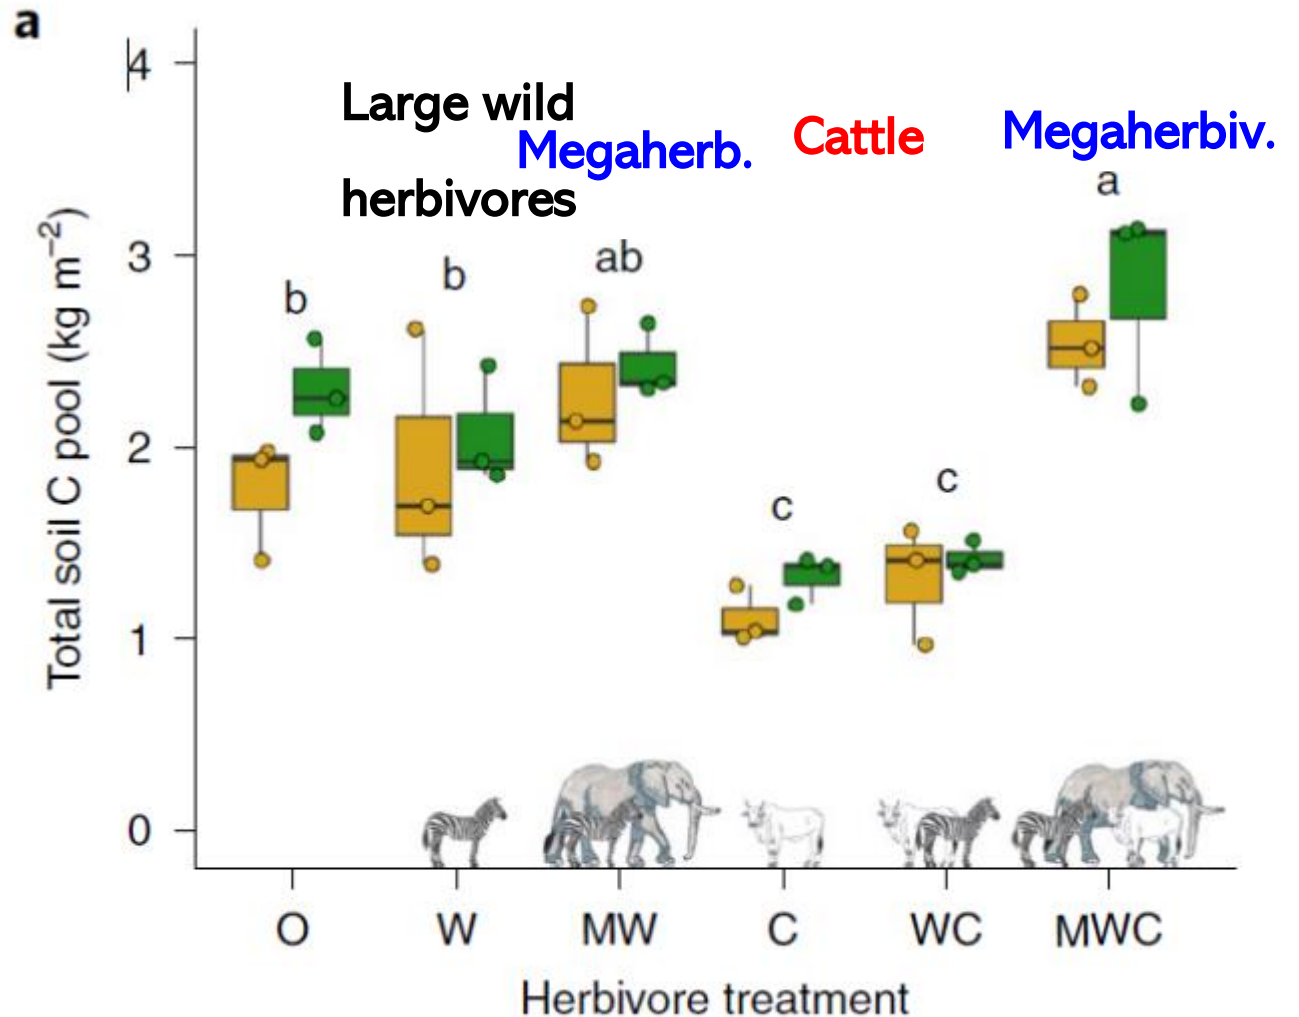 a
4
3
2
1
0
Total soil C pool (kg m⁻²)
Large wild
herbivores
Megaherb.
Cattle
Megaherbiv.
b
b
ab
c
c
a
O W MW C WC MWC
Herbivore treatment